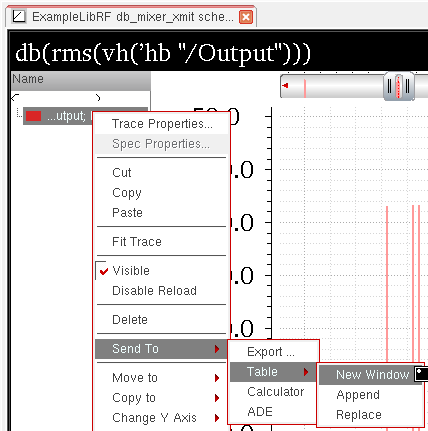 ExampleLibRF db_mixer_xmit sche...
db(rms(vh('hb "/Output")))
Name
...utput;
Trace Properties...
Spec Properties...
Cut
Copy
Paste
Fit Trace
Visible
Disable Reload
Delete
Send To
Move to
Copy to
Change Y Axis
Export ...
Table
Calculator
ADE
New Window
Append
Replace
.0
.0
.0
.0
.0